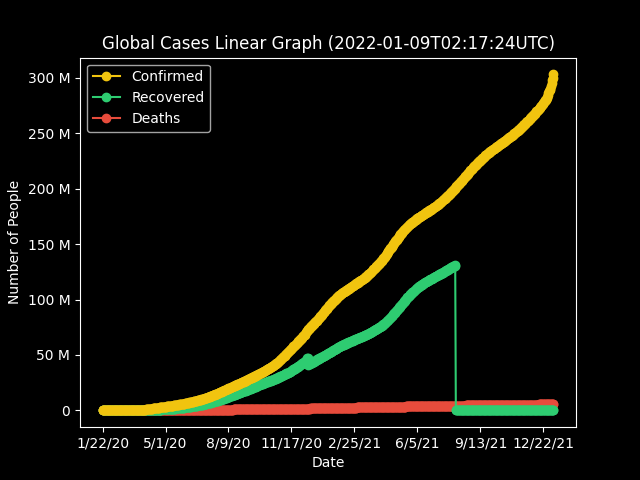 Global Cases Linear Graph (2022-01-09T02:17:24UTC)
Confirmed
Recovered
Deaths
300 M
250 M
200 M
150 M
100 M
50 M
0
Number of People
1/22/20 5/1/20 8/9/20 11/17/20 2/25/21 6/5/21 9/13/21 12/22/21
Date